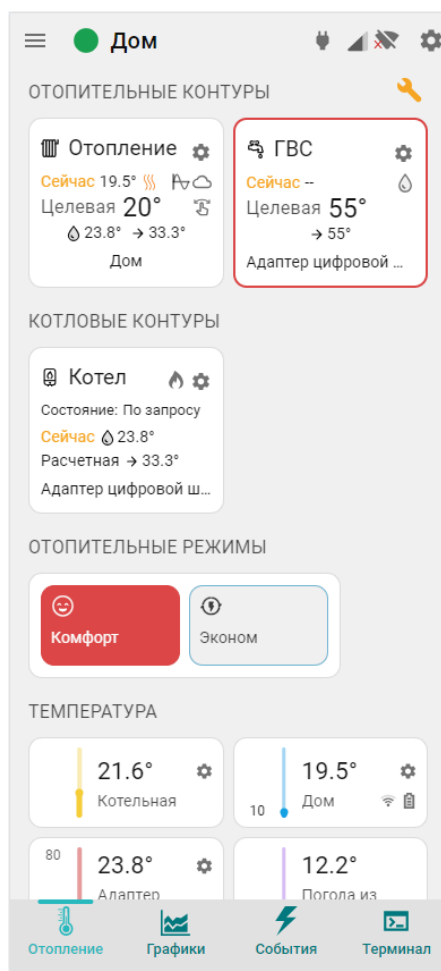 Дом
ОТОПИТЕЛЬНЫЕ КОНТУРЫ
Отопление
Сейчас 19.5°
Целевая 20°
23.8° → 33.3°
Дом
ГВС
Сейчас --
Целевая 55°
→ 55°
Адаптер цифровой ...
КОТЛОВЫЕ КОНТУРЫ
Котел
Состояние: По запросу
Сейчас 23.8°
Расчетная → 33.3°
Адаптер цифровой ш...
ОТОПИТЕЛЬНЫЕ РЕЖИМЫ
Комфорт
Эконом
ТЕМПЕРАТУРА
21.6°
Котельная
19.5°
10 Дом
80
23.8°
Адаптер
12.2°
Погода из
Отопление
Графики
События
Терминал